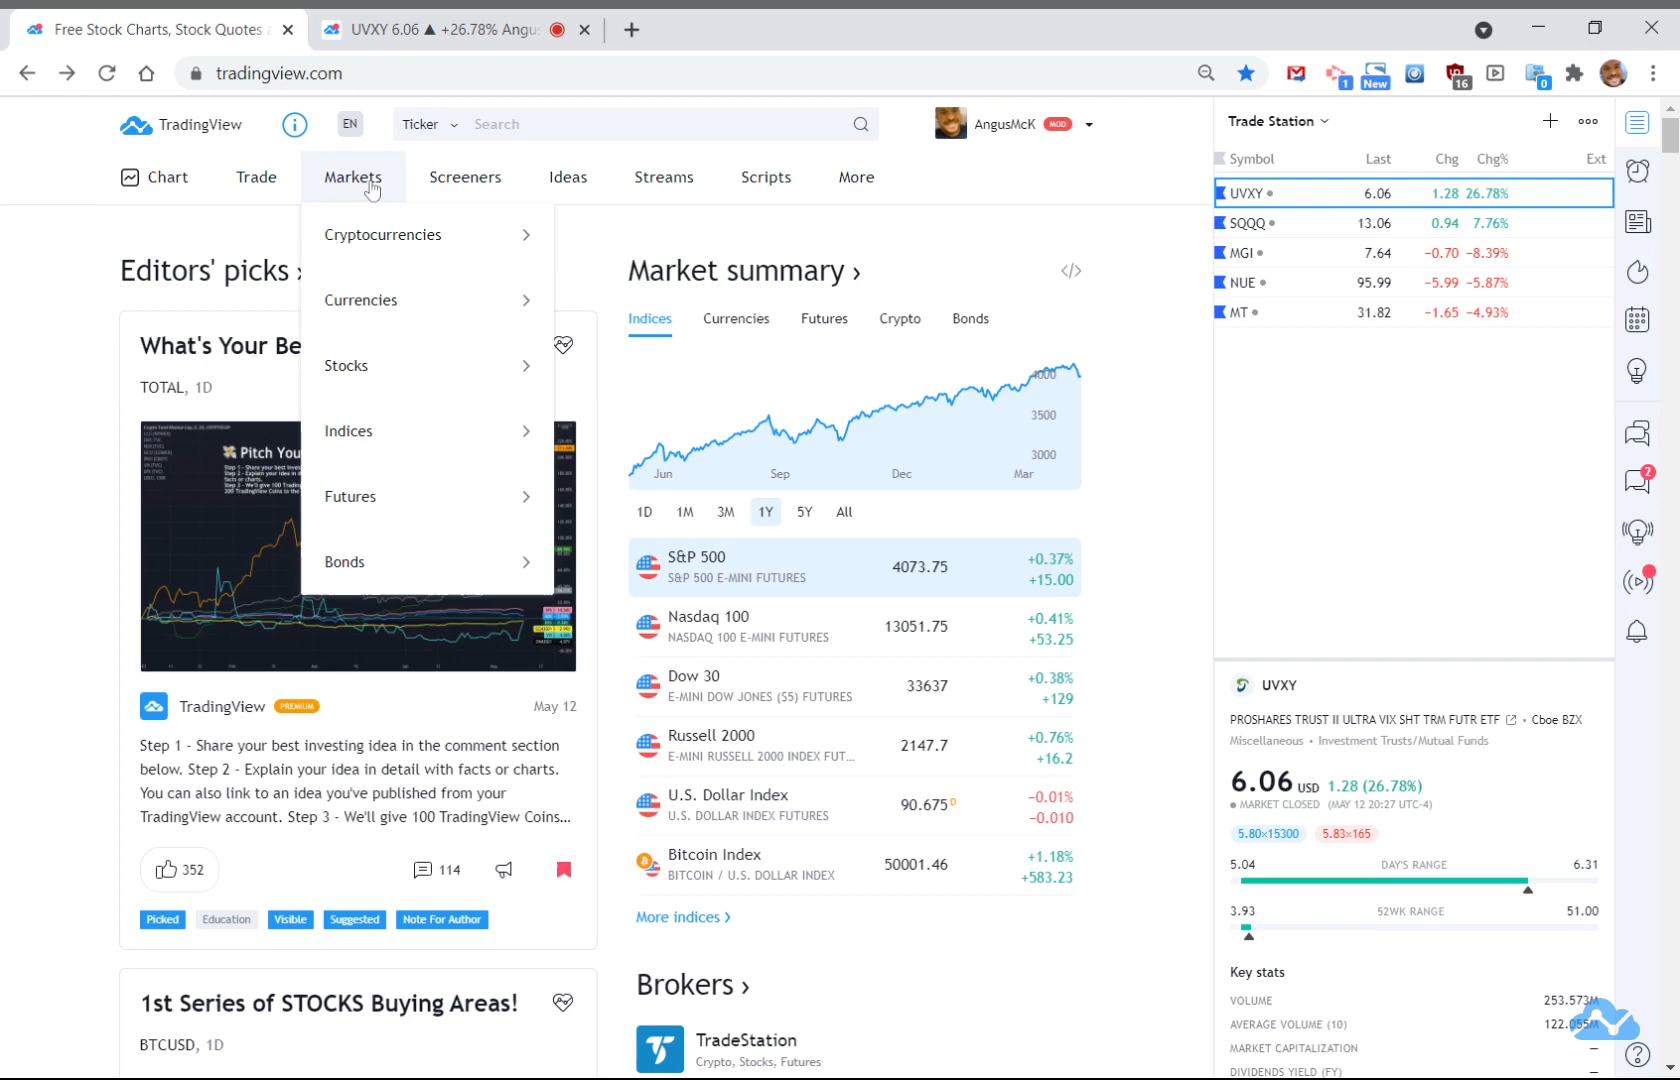 Free Stock Charts, Stock Quotes a
UVXY 6.06 ▲ +26.78% Angus
tradingview.com
1
New
16
0
TradingView
EN
Ticker
Search
AngusMcK MOD
Chart
Trade
Markets
Screeners
Ideas
Streams
Scripts
More
Cryptocurrencies
Currencies
Stocks
Indices
Futures
Bonds
Editors' picks ›
What's Your Be
TOTAL, 1D
Pitch You
TradingView PREMIUM
May 12
Step 1 - Share your best investing idea in the comment section
below. Step 2 - Explain your idea in detail with facts or charts.
You can also link to an idea you've published from your
TradingView account. Step 3 - We'll give 100 TradingView Coins...
352
114
Picked Education Visible Suggested Note For Author
1st Series of STOCKS Buying Areas!
BTCUSD, 1D
Market summary ›
</>
Indices Currencies Futures Crypto Bonds
4000
3500
3000
Jun Sep Dec Mar
1D 1M 3M 1Y 5Y All
S&P 500
S&P 500 E-MINI FUTURES
4073.75
+0.37%
+15.00
Nasdaq 100
NASDAQ 100 E-MINI FUTURES
13051.75
+0.41%
+53.25
Dow 30
E-MINI DOW JONES ($5) FUTURES
33637
+0.38%
+129
Russell 2000
E-MINI RUSSELL 2000 INDEX FUT...
2147.7
+0.76%
+16.2
U.S. Dollar Index
U.S. DOLLAR INDEX FUTURES
90.675 D
−0.01%
−0.010
Bitcoin Index
BITCOIN / U.S. DOLLAR INDEX
50001.46
+1.18%
+583.23
More indices ›
Brokers ›
TradeStation
Crypto, Stocks, Futures
Trade Station
Symbol Last Chg Chg% Ext
UVXY 6.06 1.28 26.78%
SQQQ 13.06 0.94 7.76%
MGI 7.64 −0.70 −8.39%
NUE 95.99 −5.99 −5.87%
MT 31.82 −1.65 −4.93%
2
UVXY
PROSHARES TRUST II ULTRA VIX SHT TRM FUTR ETF • Cboe BZX
Miscellaneous • Investment Trusts/Mutual Funds
6.06 USD 1.28 (26.78%)
● MARKET CLOSED (MAY 12 20:27 UTC-4)
5.80×15300 5.83×165
5.04 DAY'S RANGE 6.31
3.93 52WK RANGE 51.00
Key stats
VOLUME 253.573M
AVERAGE VOLUME (10) 122.055M
MARKET CAPITALIZATION —
DIVIDENDS YIELD (FY) —